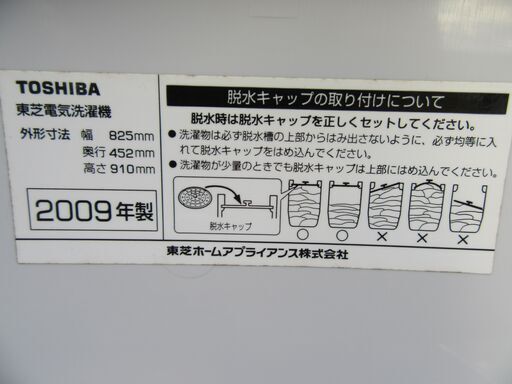 TOSHIBA
東芝電気洗濯機
外形寸法 幅 825mm
奥行 452mm
高さ 910mm
2009年製
脱水キャップの取り付けについて
脱水時は脱水キャップを正しくセットしてください。
●洗濯物は必ず脱水槽の上部からはみ出さないように、必ず均等に入
れて脱水キャップをはめ込んでください。
●洗濯物が少量のときでも脱水キャップは上部にはめ込んでください。
脱水キャップ
○ ○ × × ×
東芝ホームアプライアンス株式会社